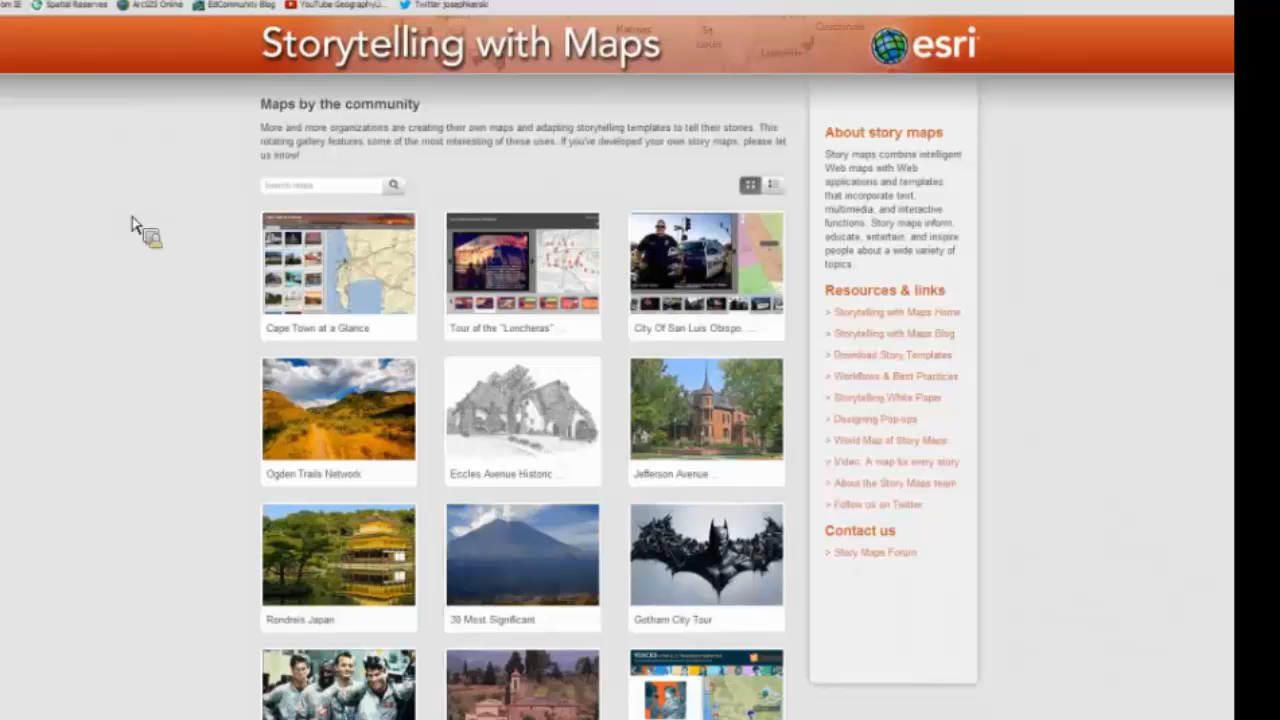 Spatial Reserves
ArcGIS Online
EdCommunity Blog
Twitter josephkerski
Storytelling with Maps
Kansas
esri
Maps by the community
More and more organizations are creating their own maps and adapting storytelling templates to tell their stories. This
rotating gallery features some of the most interesting of these uses. If you've developed your own story maps, please let
us know!
Search maps
Cape Town at a Glance
Tour of the "Loncheras" ...
City Of San Luis Obispo ...
Ogden Trails Network
Eccles Avenue Historic ...
Jefferson Avenue ...
Rondreis Japan
30 Most Significant
Gotham City Tour
About story maps
Story maps combine intelligent
Web maps with Web
applications and templates
that incorporate text,
multimedia, and interactive
functions. Story maps inform,
educate, entertain, and inspire
people about a wide variety of
topics.
Resources & links
> Storytelling with Maps Home
> Storytelling with Maps Blog
> Download Story Templates
> Workflows & Best Practices
> Storytelling White Paper
> Designing Pop-ups
> World Map of Story Maps
> Video: A map for every story
> About the Story Maps team
> Follow us on Twitter
Contact us
> Story Maps Forum